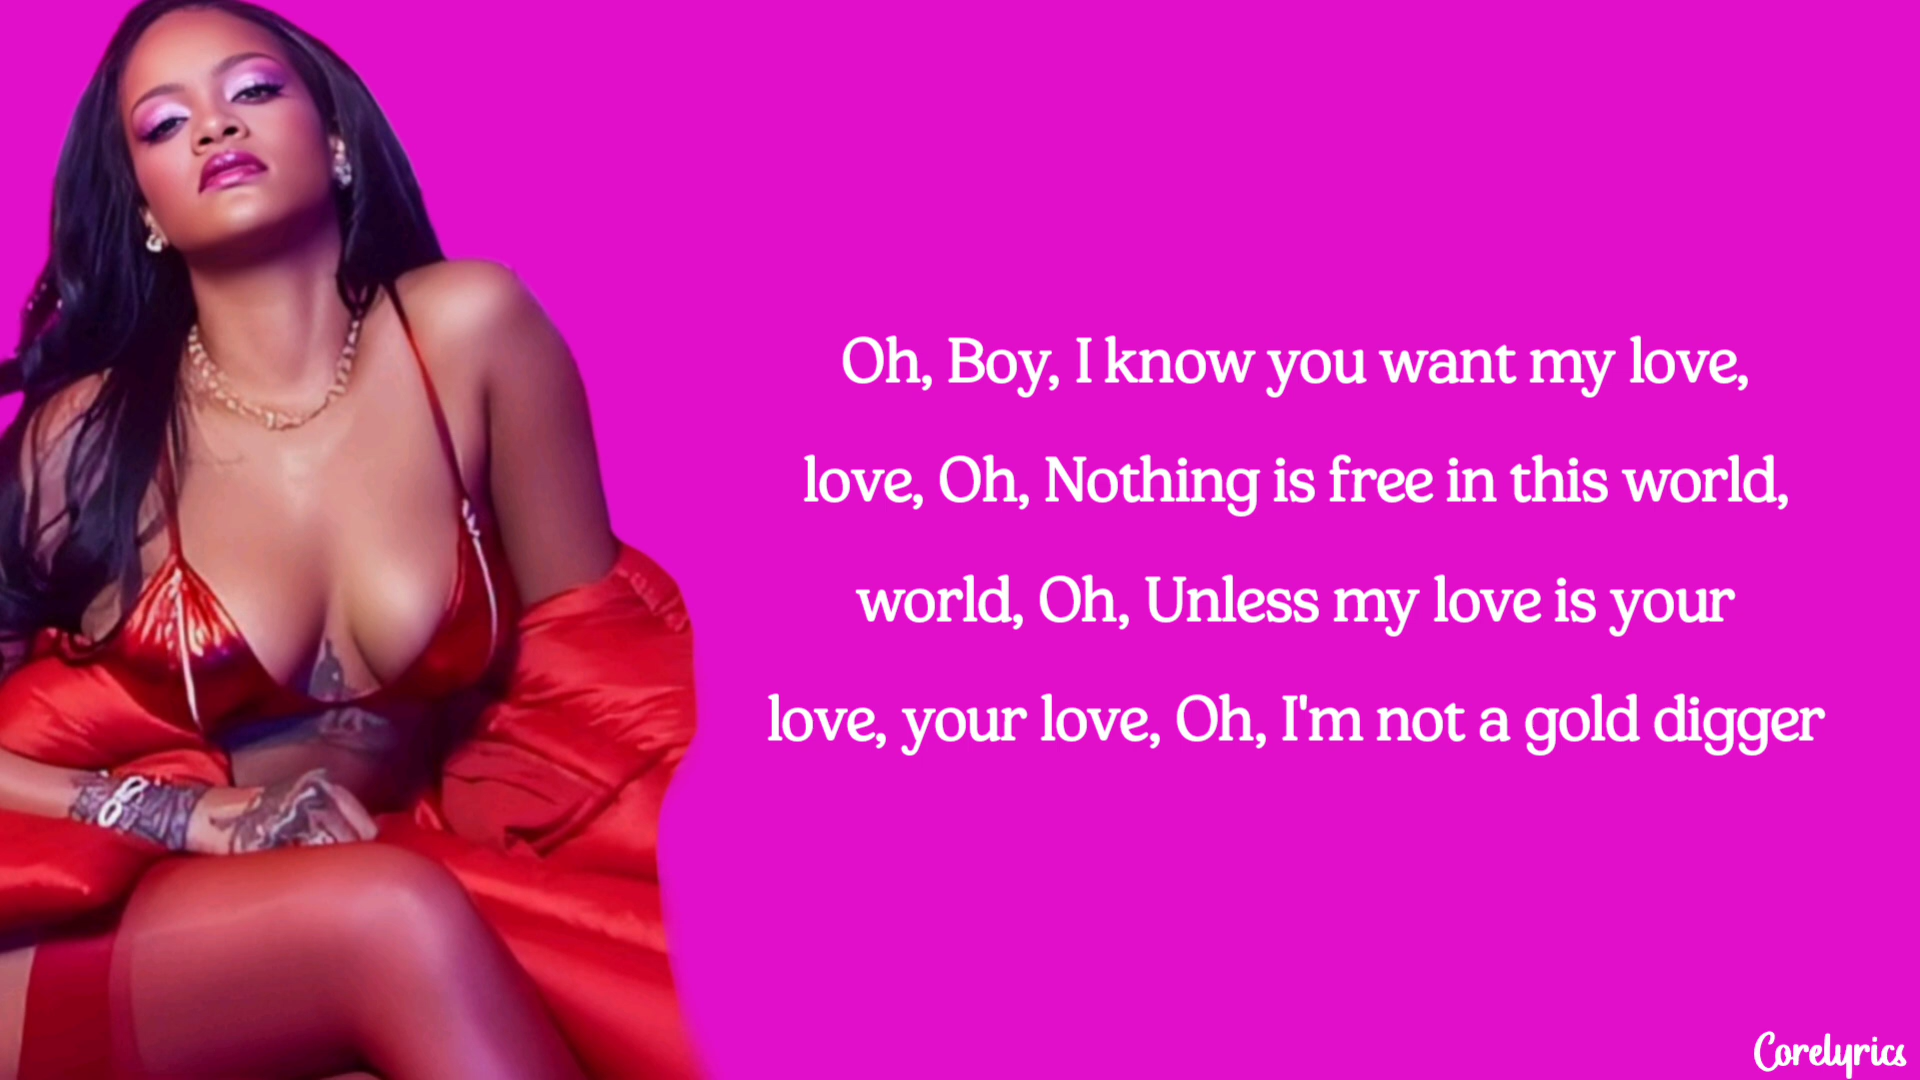 Oh, Boy, I know you want my love,
love, Oh, Nothing is free in this world,
world, Oh, Unless my love is your
love, your love, Oh, I'm not a gold digger
Corelyrics